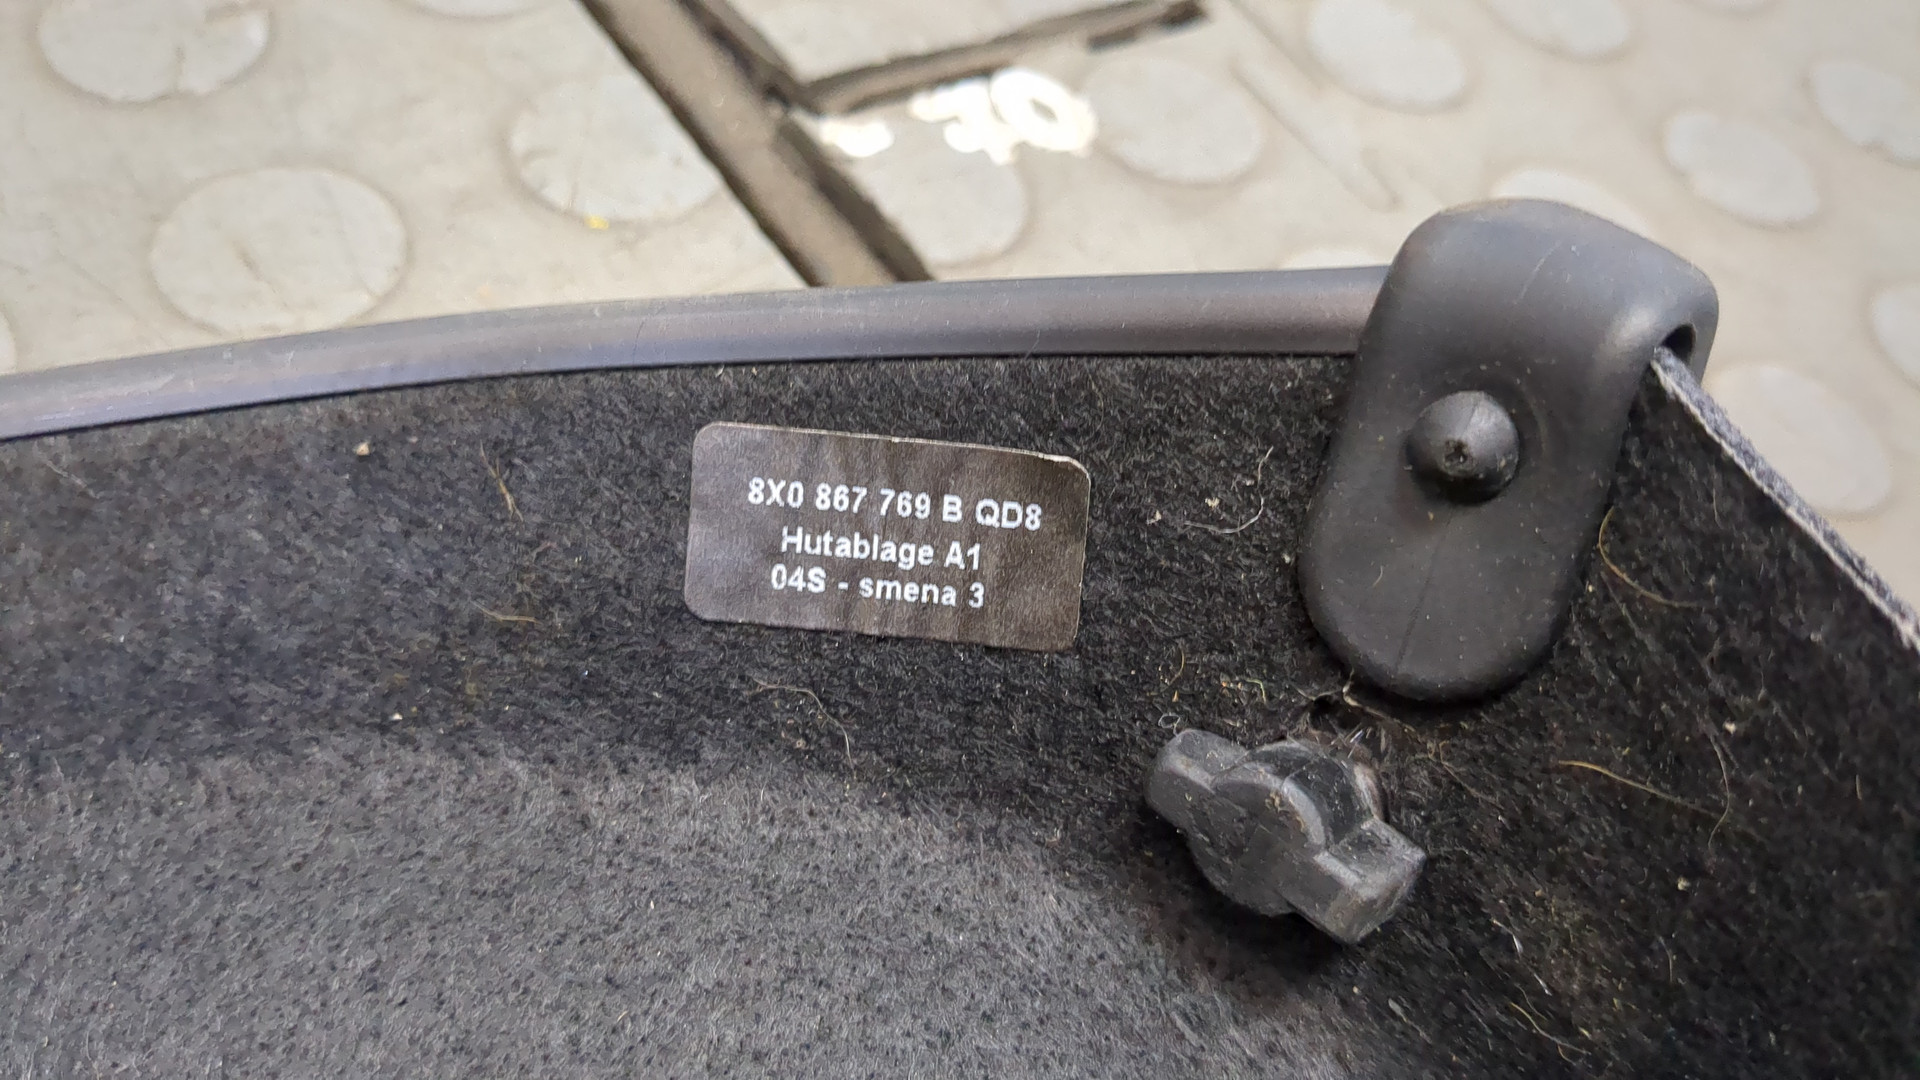 8X0 867 769 B QD8
Hutablage A1
04S - smena 3